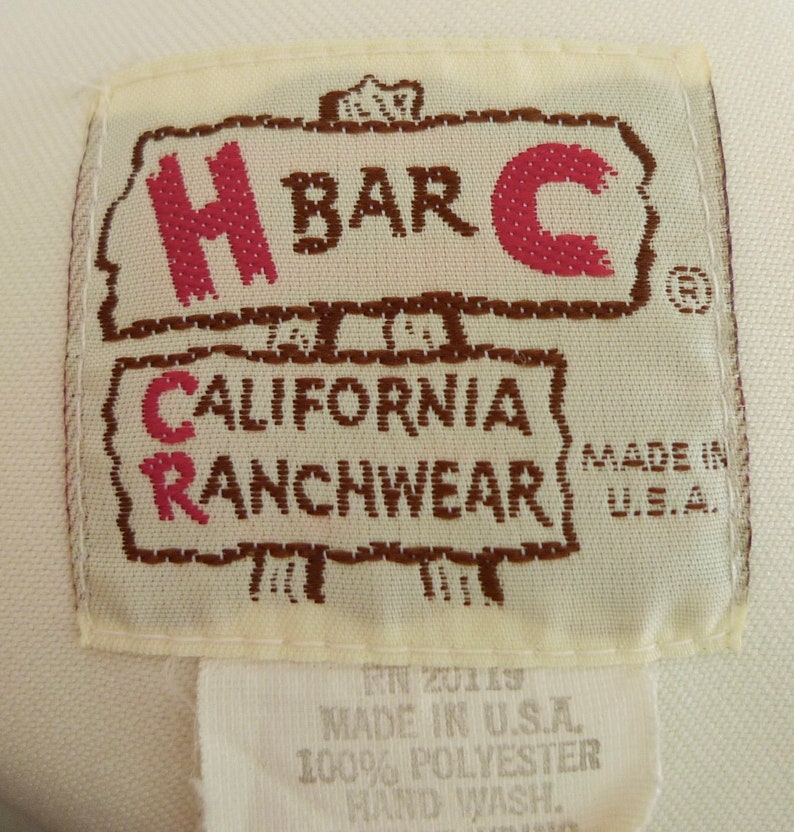 H BAR C
®
CALIFORNIA
RANCHWEAR
MADE IN
U.S.A.
RN 20119
MADE IN U.S.A.
100% POLYESTER
HAND WASH.